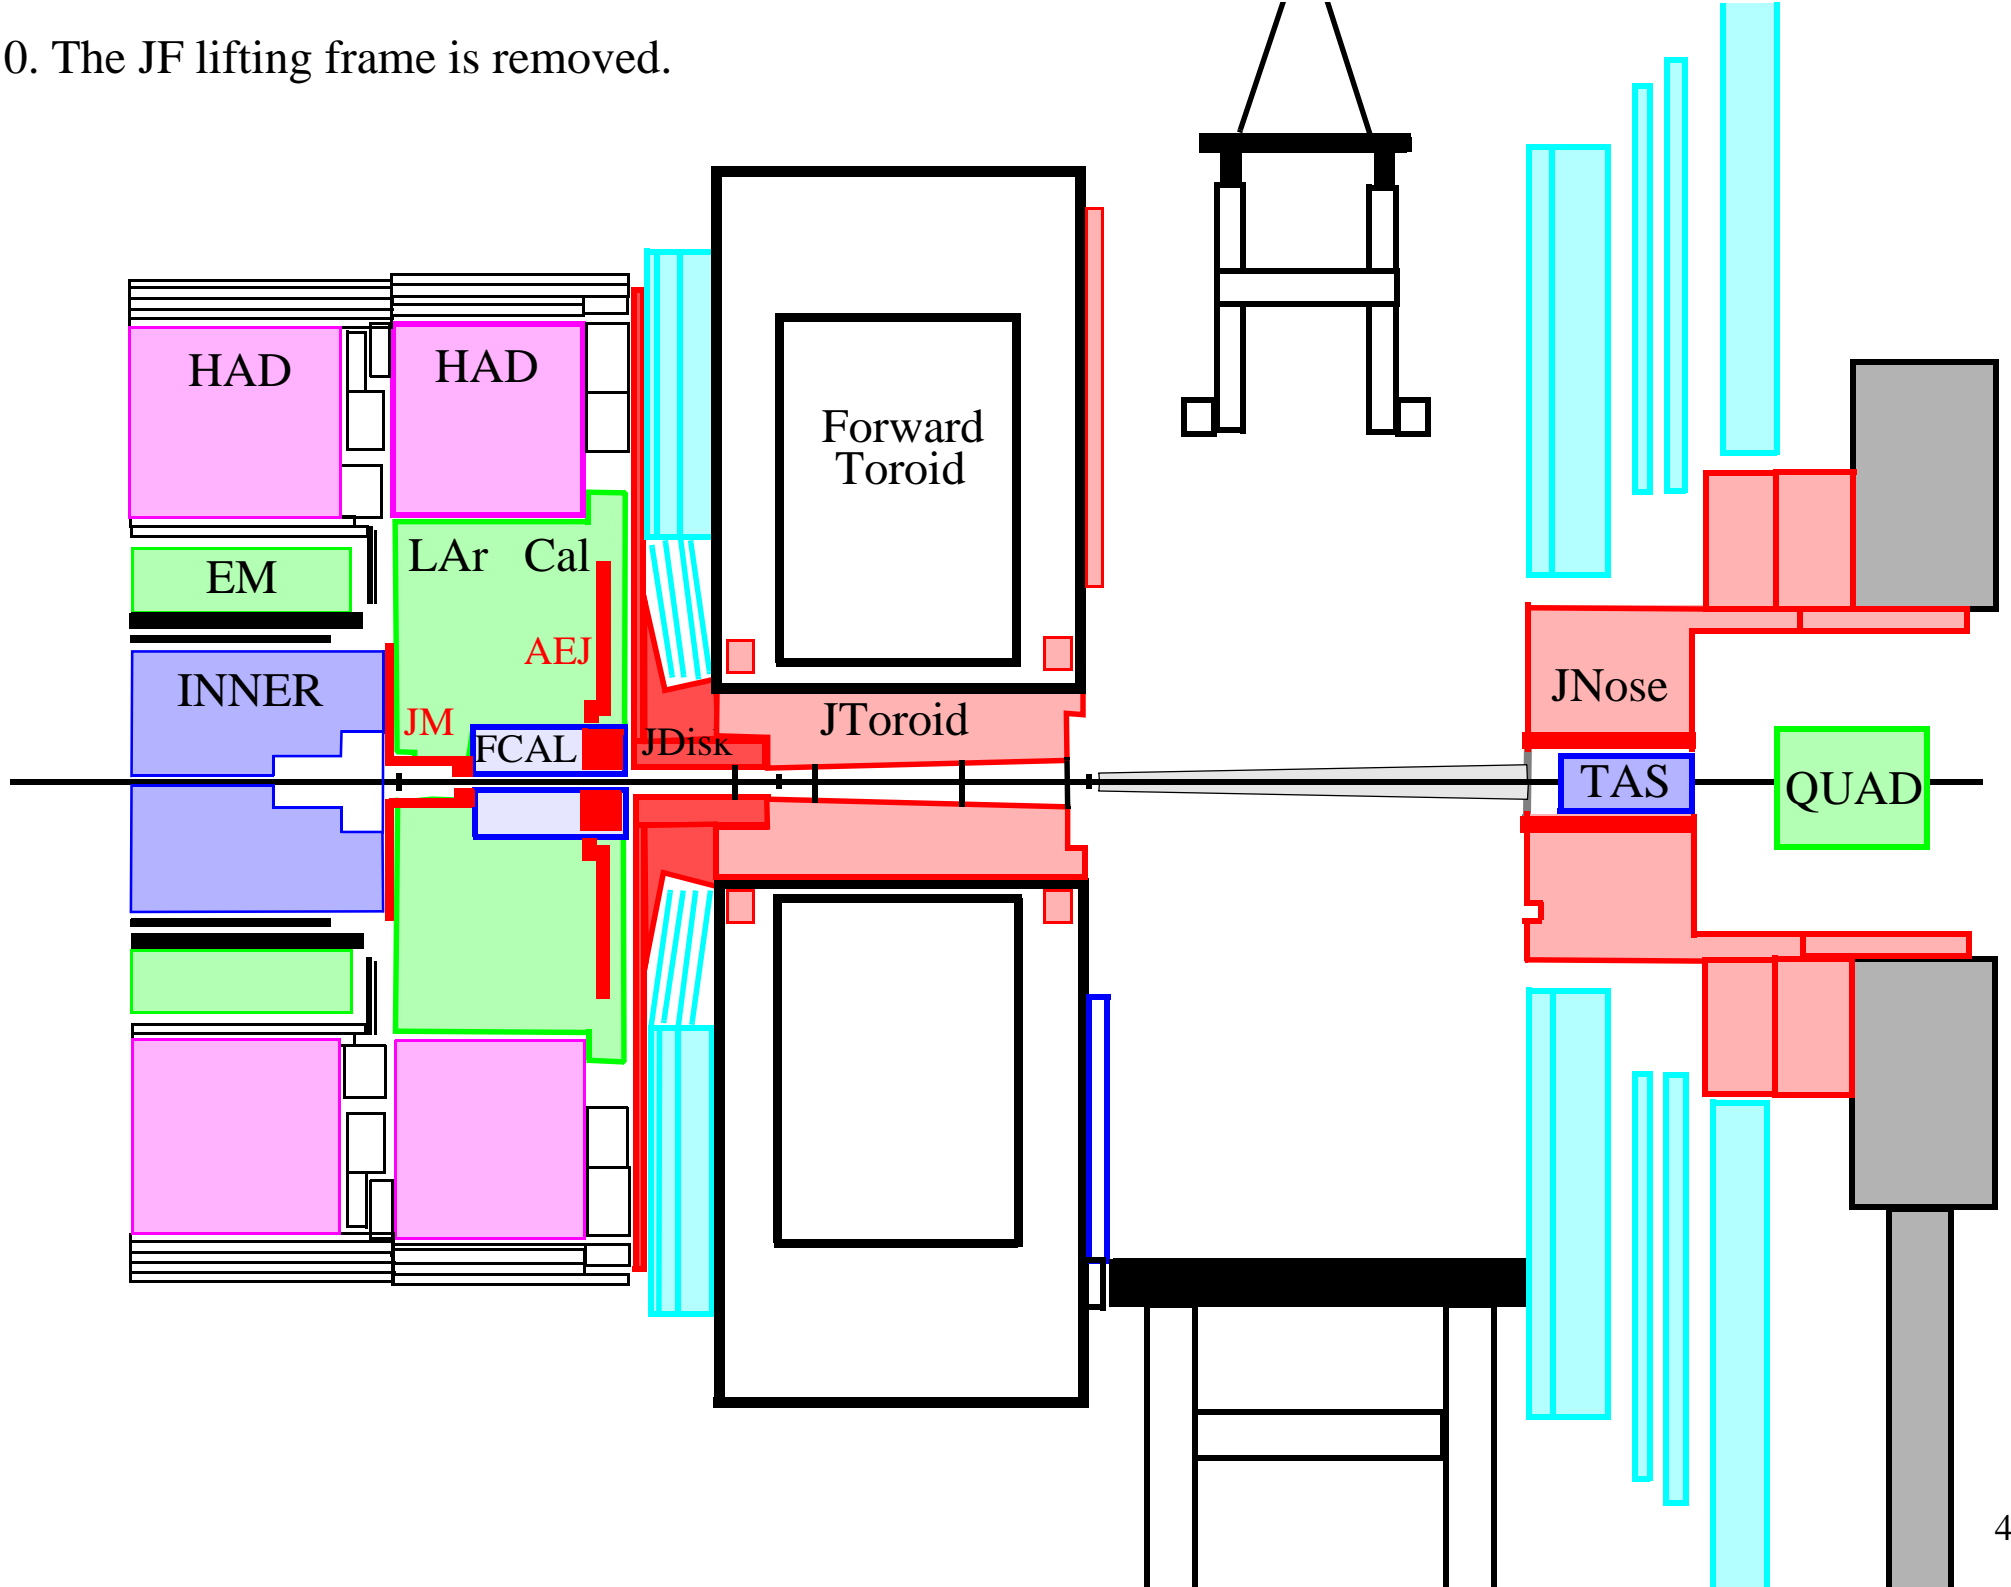 0. The JF lifting frame is removed.
HAD
HAD
Forward
Toroid
LAr Cal
EM
AEJ
INNER
JM
FCAL
JDisk
JToroid
JNose
TAS
QUAD
4